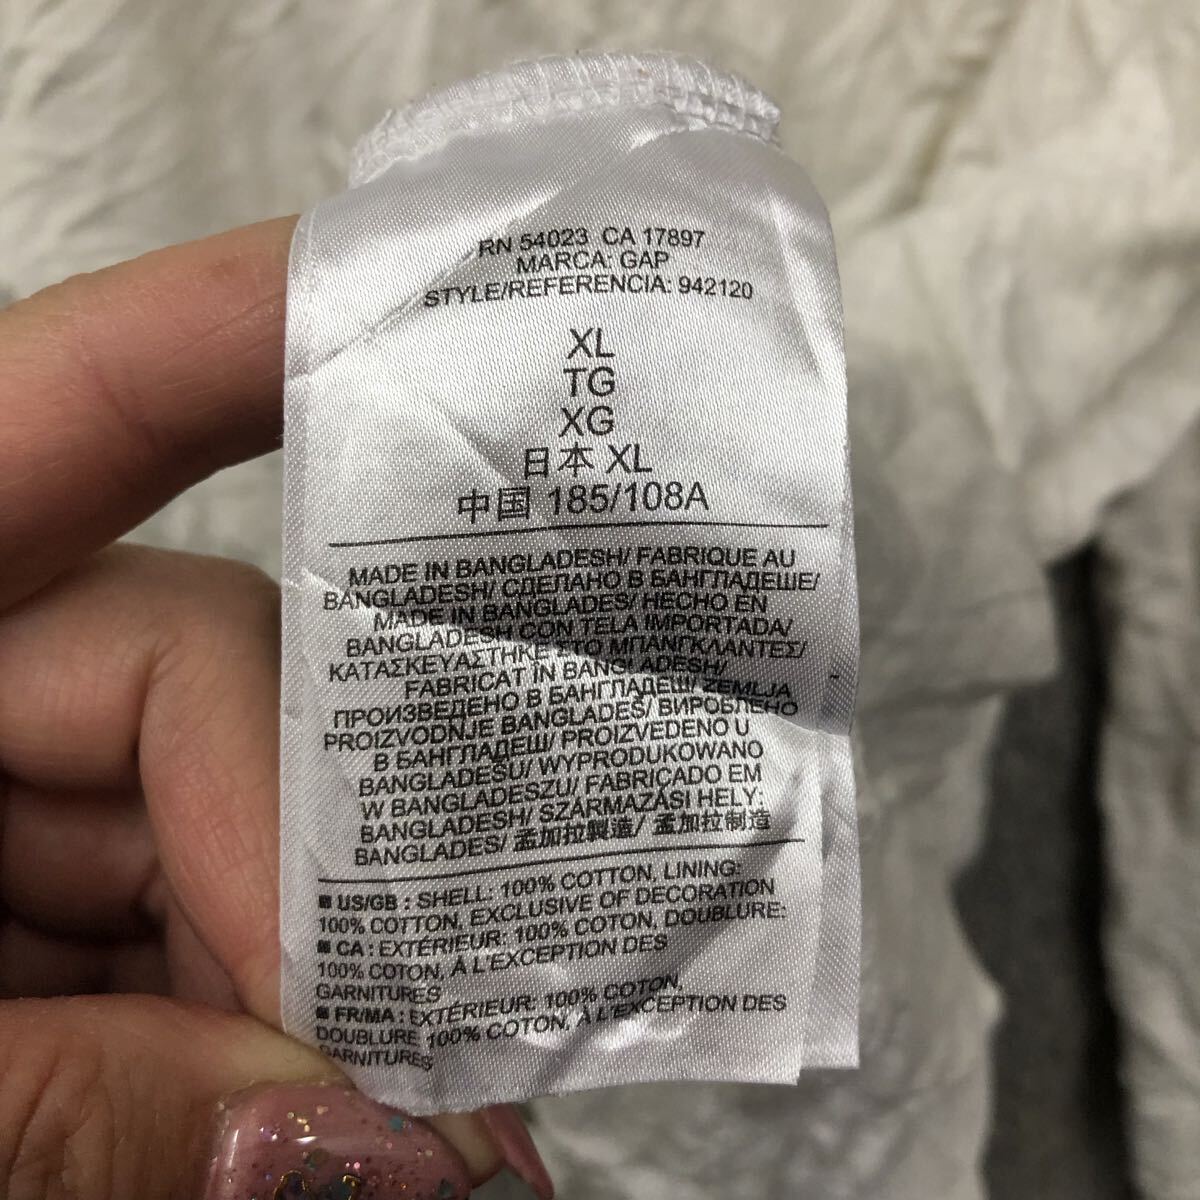 RN 54023 CA 17897
MARCA: GAP
STYLE/REFERENCIA: 942120
XL
TG
XG
日本 XL
中国 185/108A
MADE IN BANGLADESH/ FABRIQUE AU
BANGLADESH/ СДЕЛАНО В БАНГЛАДЕШЕ/
MADE IN BANGLADES/ HECHO EN
BANGLADESH CON TELA IMPORTADA/
ΚΑΤΑΣΚΕΥΑΣΤΗΚΕ ΣΤΟ ΜΠΑΝΓΚΛΑΝΤΕΣ/
FABRICAT IN BANGLADESH/
ПРОИЗВЕДЕНО В БАНГЛАДЕШ/ ZEMLJA
PROIZVODNJE BANGLADEŠ/ ВИРОБЛЕНО
В БАНГЛАДЕШ/ PROIZVEDENO U
BANGLADEŠU/ WYPRODUKOWANO
W BANGLADESZU/ FABRICADO EM
BANGLADESH/ SZÁRMAZÁSI HELY:
BANGLADES/ 孟加拉製造/ 孟加拉制造
US/GB : SHELL: 100% COTTON, LINING:
100% COTTON, EXCLUSIVE OF DECORATION
CA : EXTÉRIEUR: 100% COTON, DOUBLURE:
100% COTON, À L'EXCEPTION DES
GARNITURES
FR/MA : EXTÉRIEUR: 100% COTON,
DOUBLURE 100% COTON, À L'EXCEPTION DES
GARNITURES